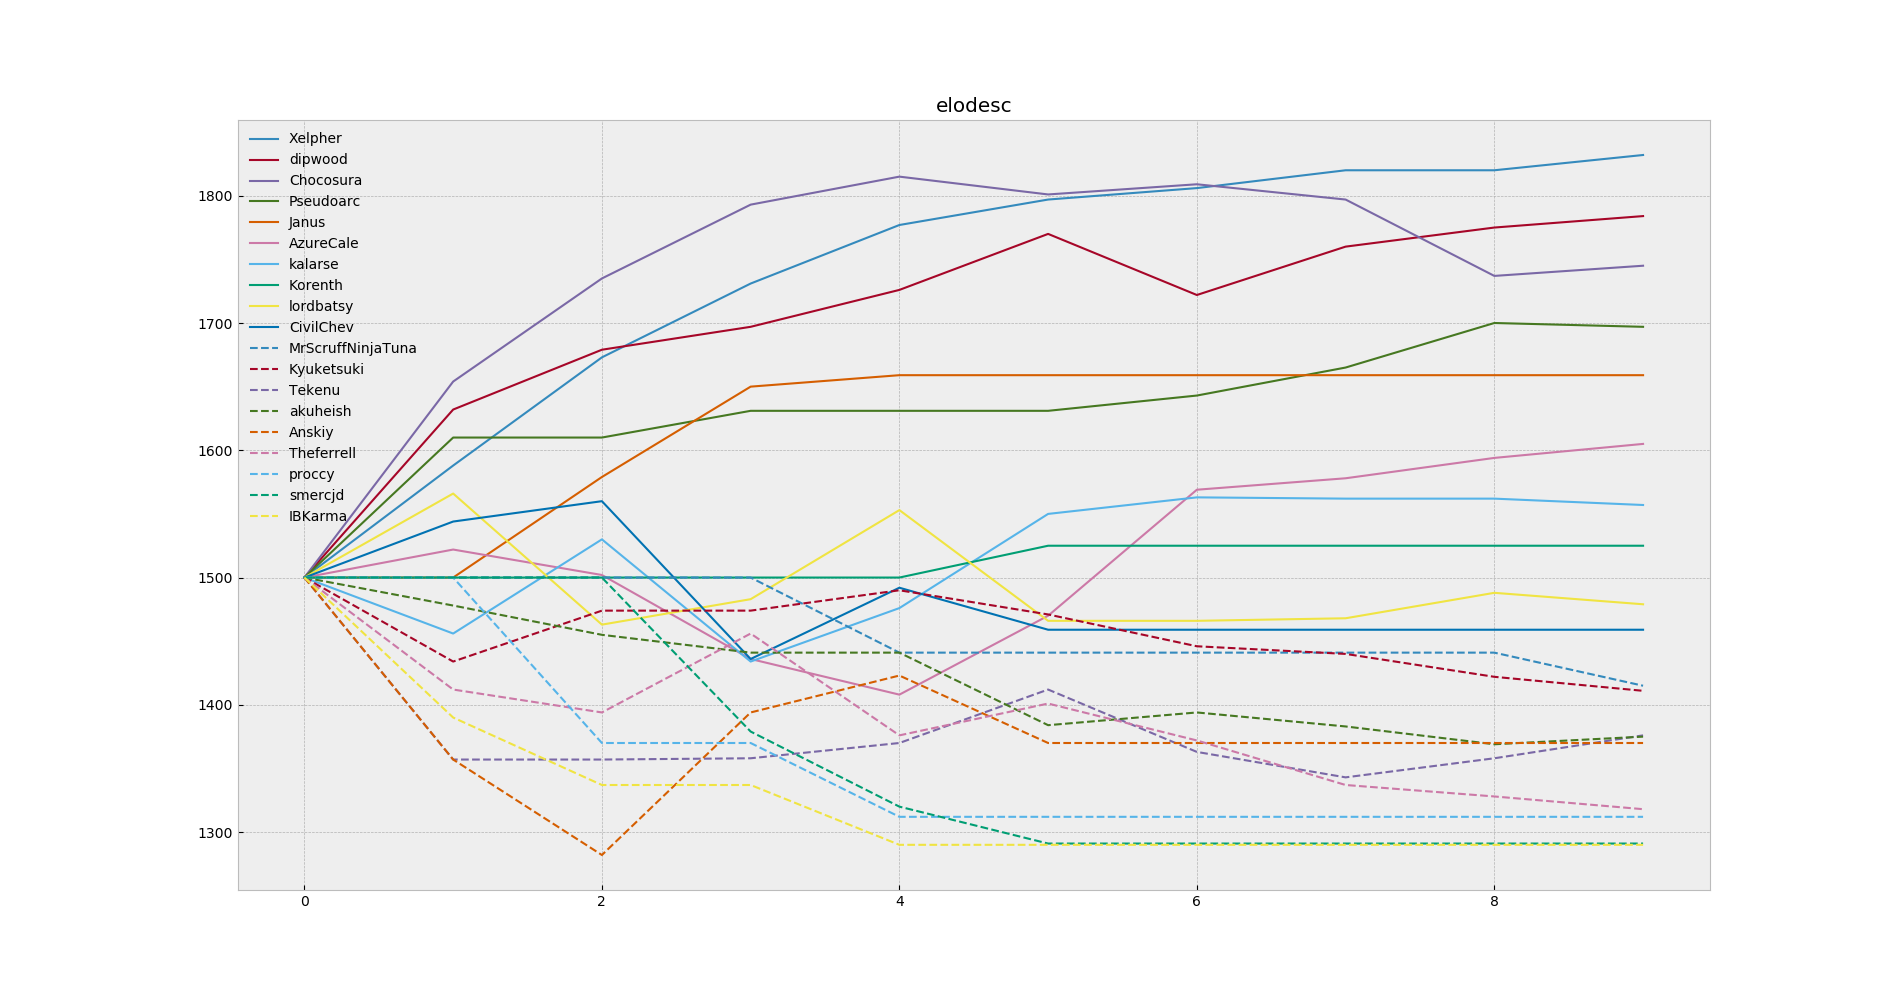 elodesc
Xelpher
dipwood
Chocosura
Pseudoarc
Janus
AzureCale
kalarse
Korenth
lordbatsy
CivilChev
MrScruffNinjaTuna
Kyuketsuki
Tekenu
akuheish
Anskiy
Theferrell
proccy
smercjd
IBKarma
1800
1700
1600
1500
1400
1300
0 2 4 6 8